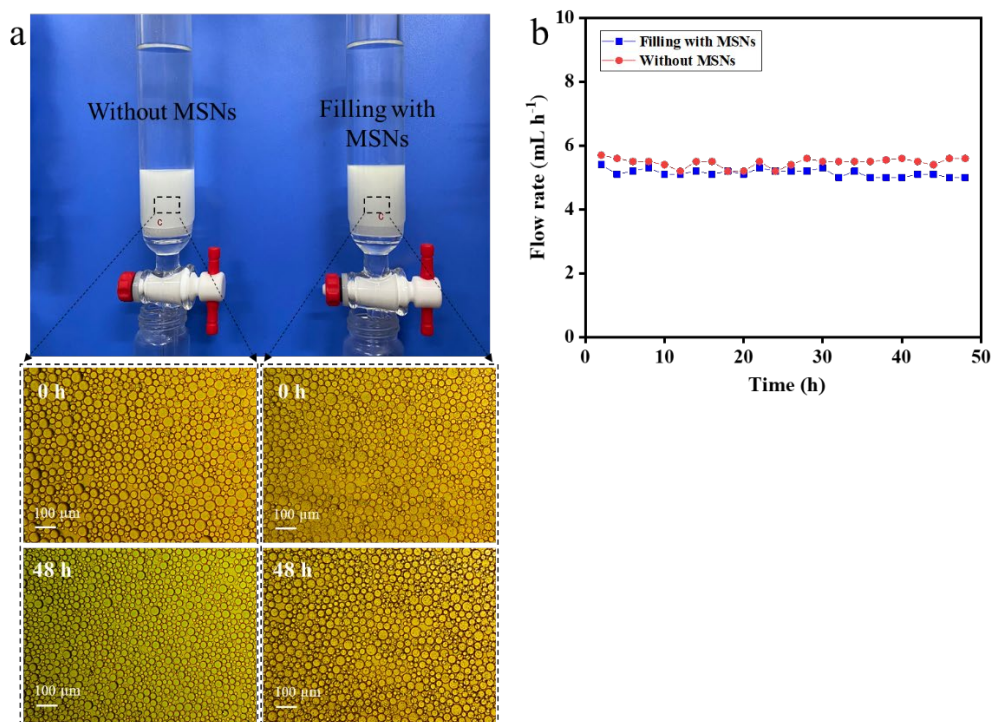 a
Without MSNs
Filling with
MSNs
c
c
0 h
100 µm
0 h
100 µm
48 h
100 µm
48 h
100 µm
b
Filling with MSNs
Without MSNs
Flow rate (mL h⁻¹)
10
8
6
4
2
0
0
10
20
30
40
50
Time (h)